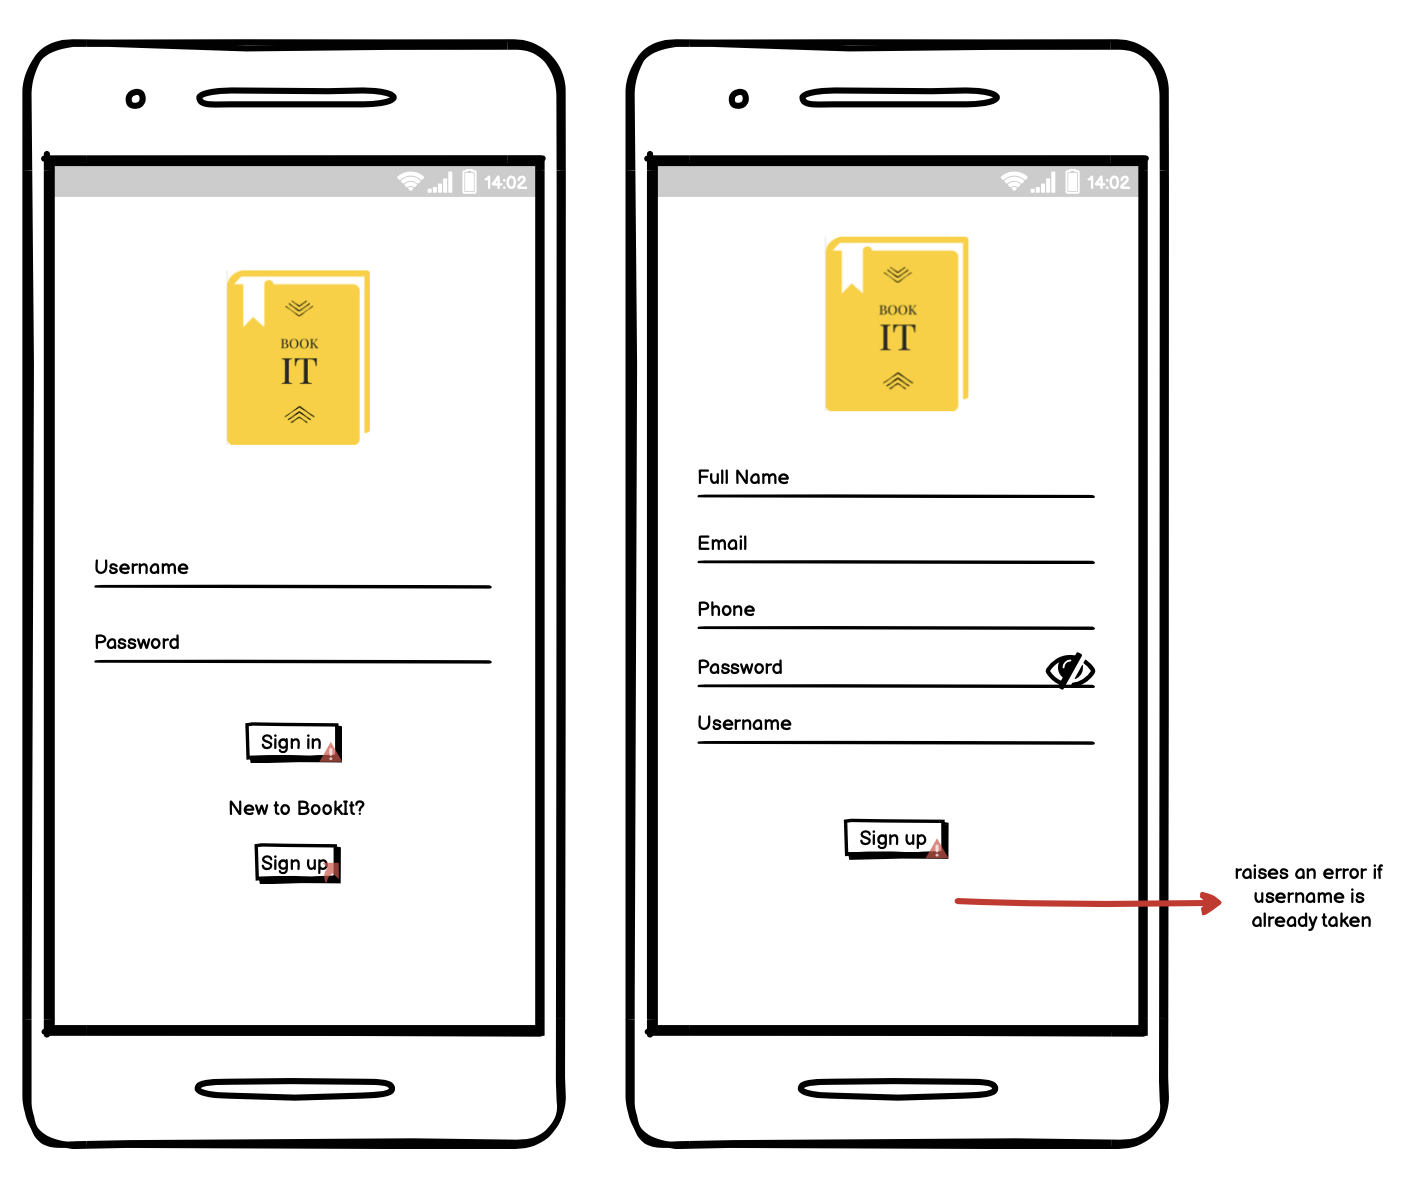 14:02
BOOK
IT
Username
Password
Sign in
New to BookIt?
Sign up
14:02
BOOK
IT
Full Name
Email
Phone
Password
Username
Sign up
raises an error if
username is
already taken